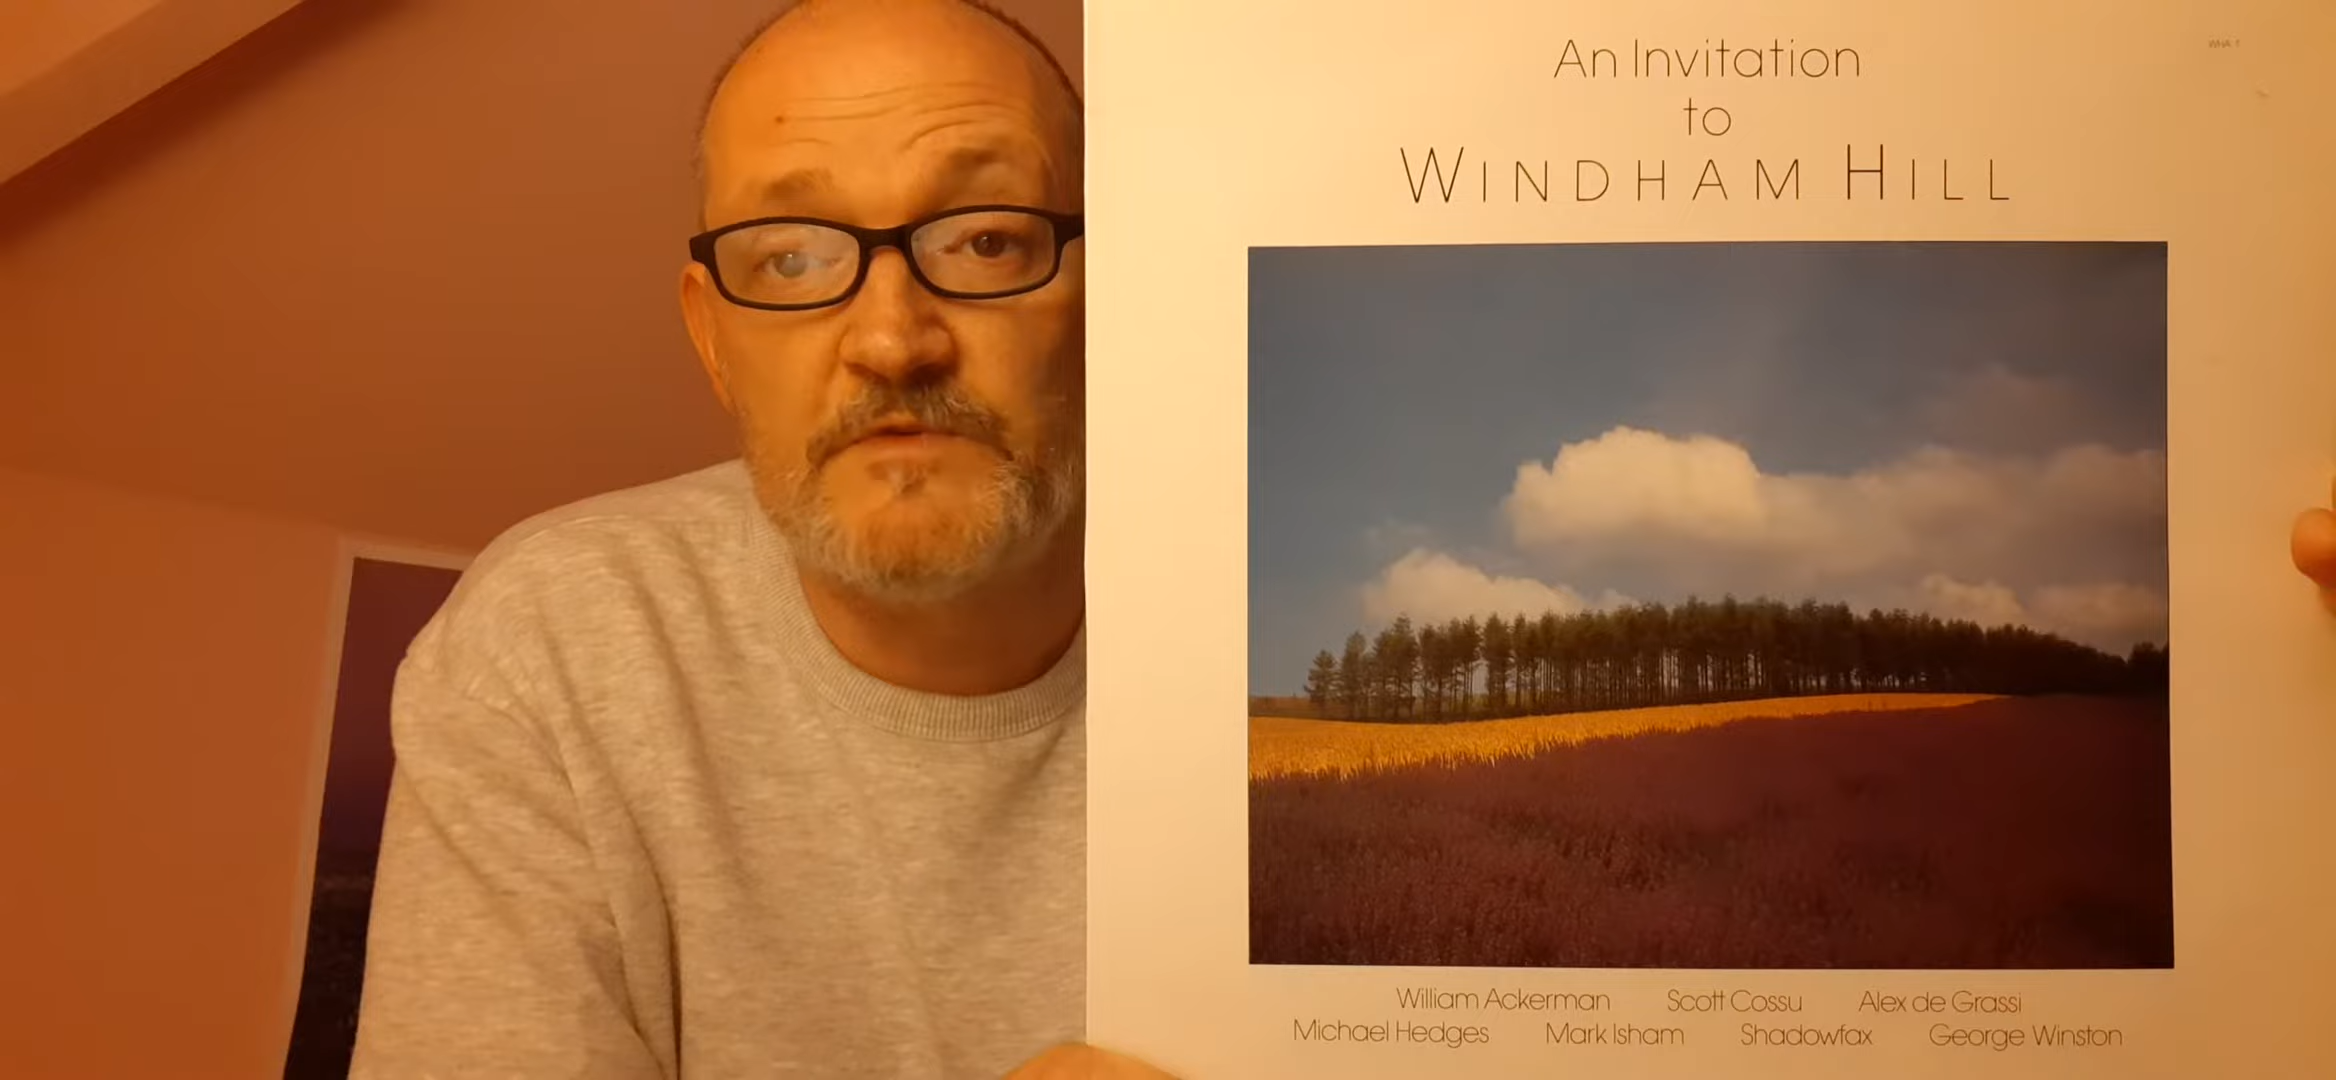 An Invitation
to
WINDHAM HILL
William Ackerman Scott Cossu Alex de Grassi
Michael Hedges Mark Isham Shadowfax George Winston